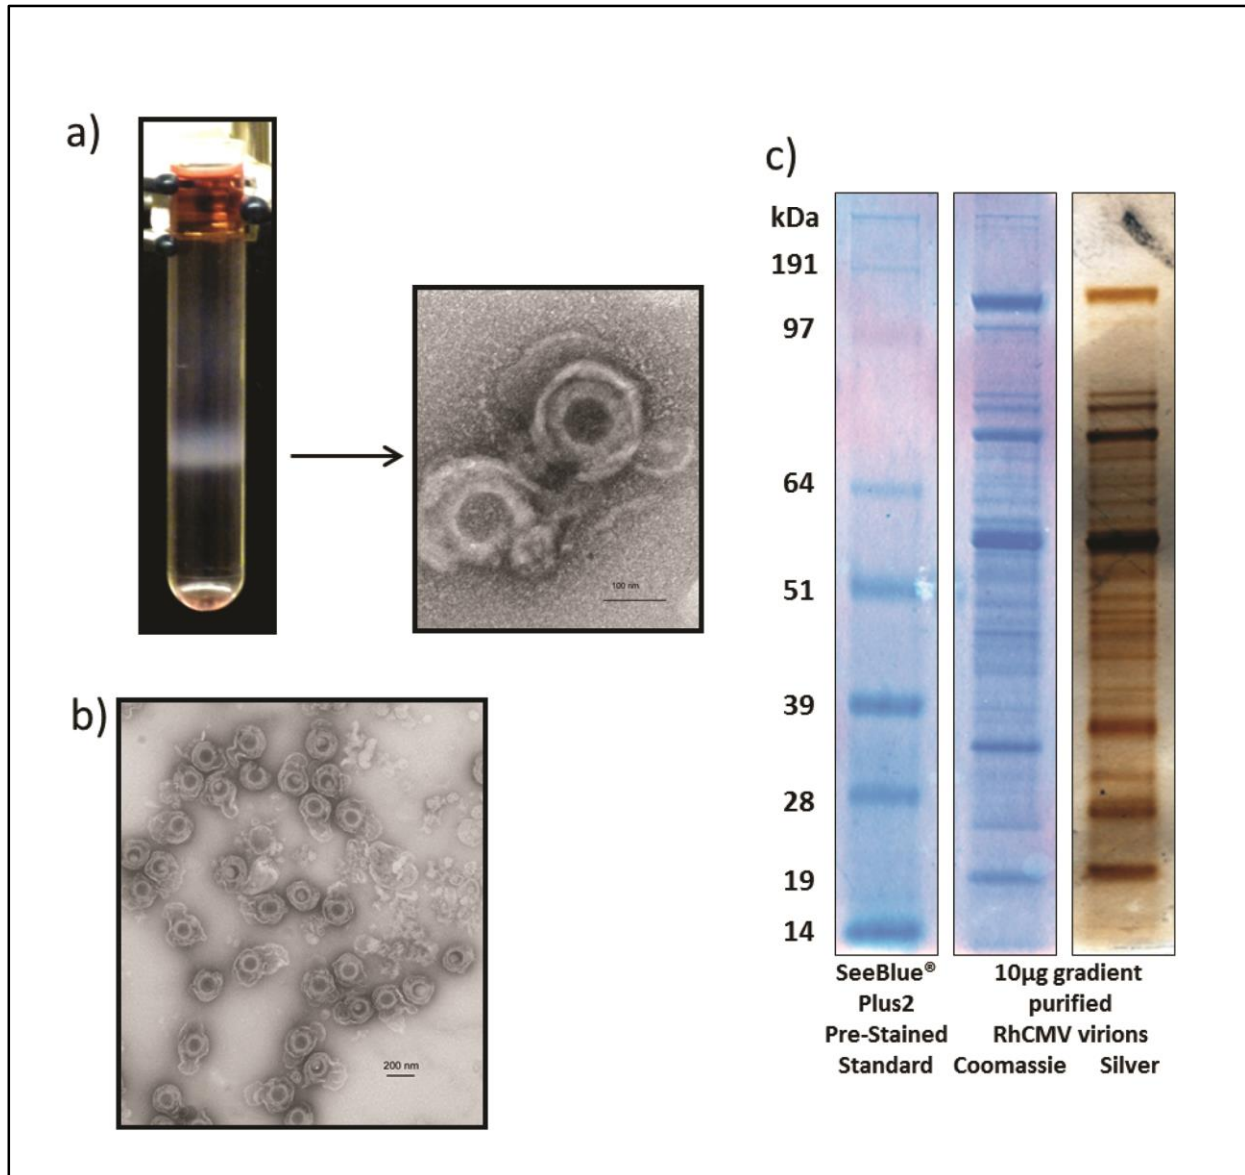 a)
100 nm
b)
200 nm
c)
kDa
191
97
64
51
39
28
19
14
SeeBlue®
Plus2
Pre-Stained
Standard
10µg gradient
purified
RhCMV virions
Coomassie Silver